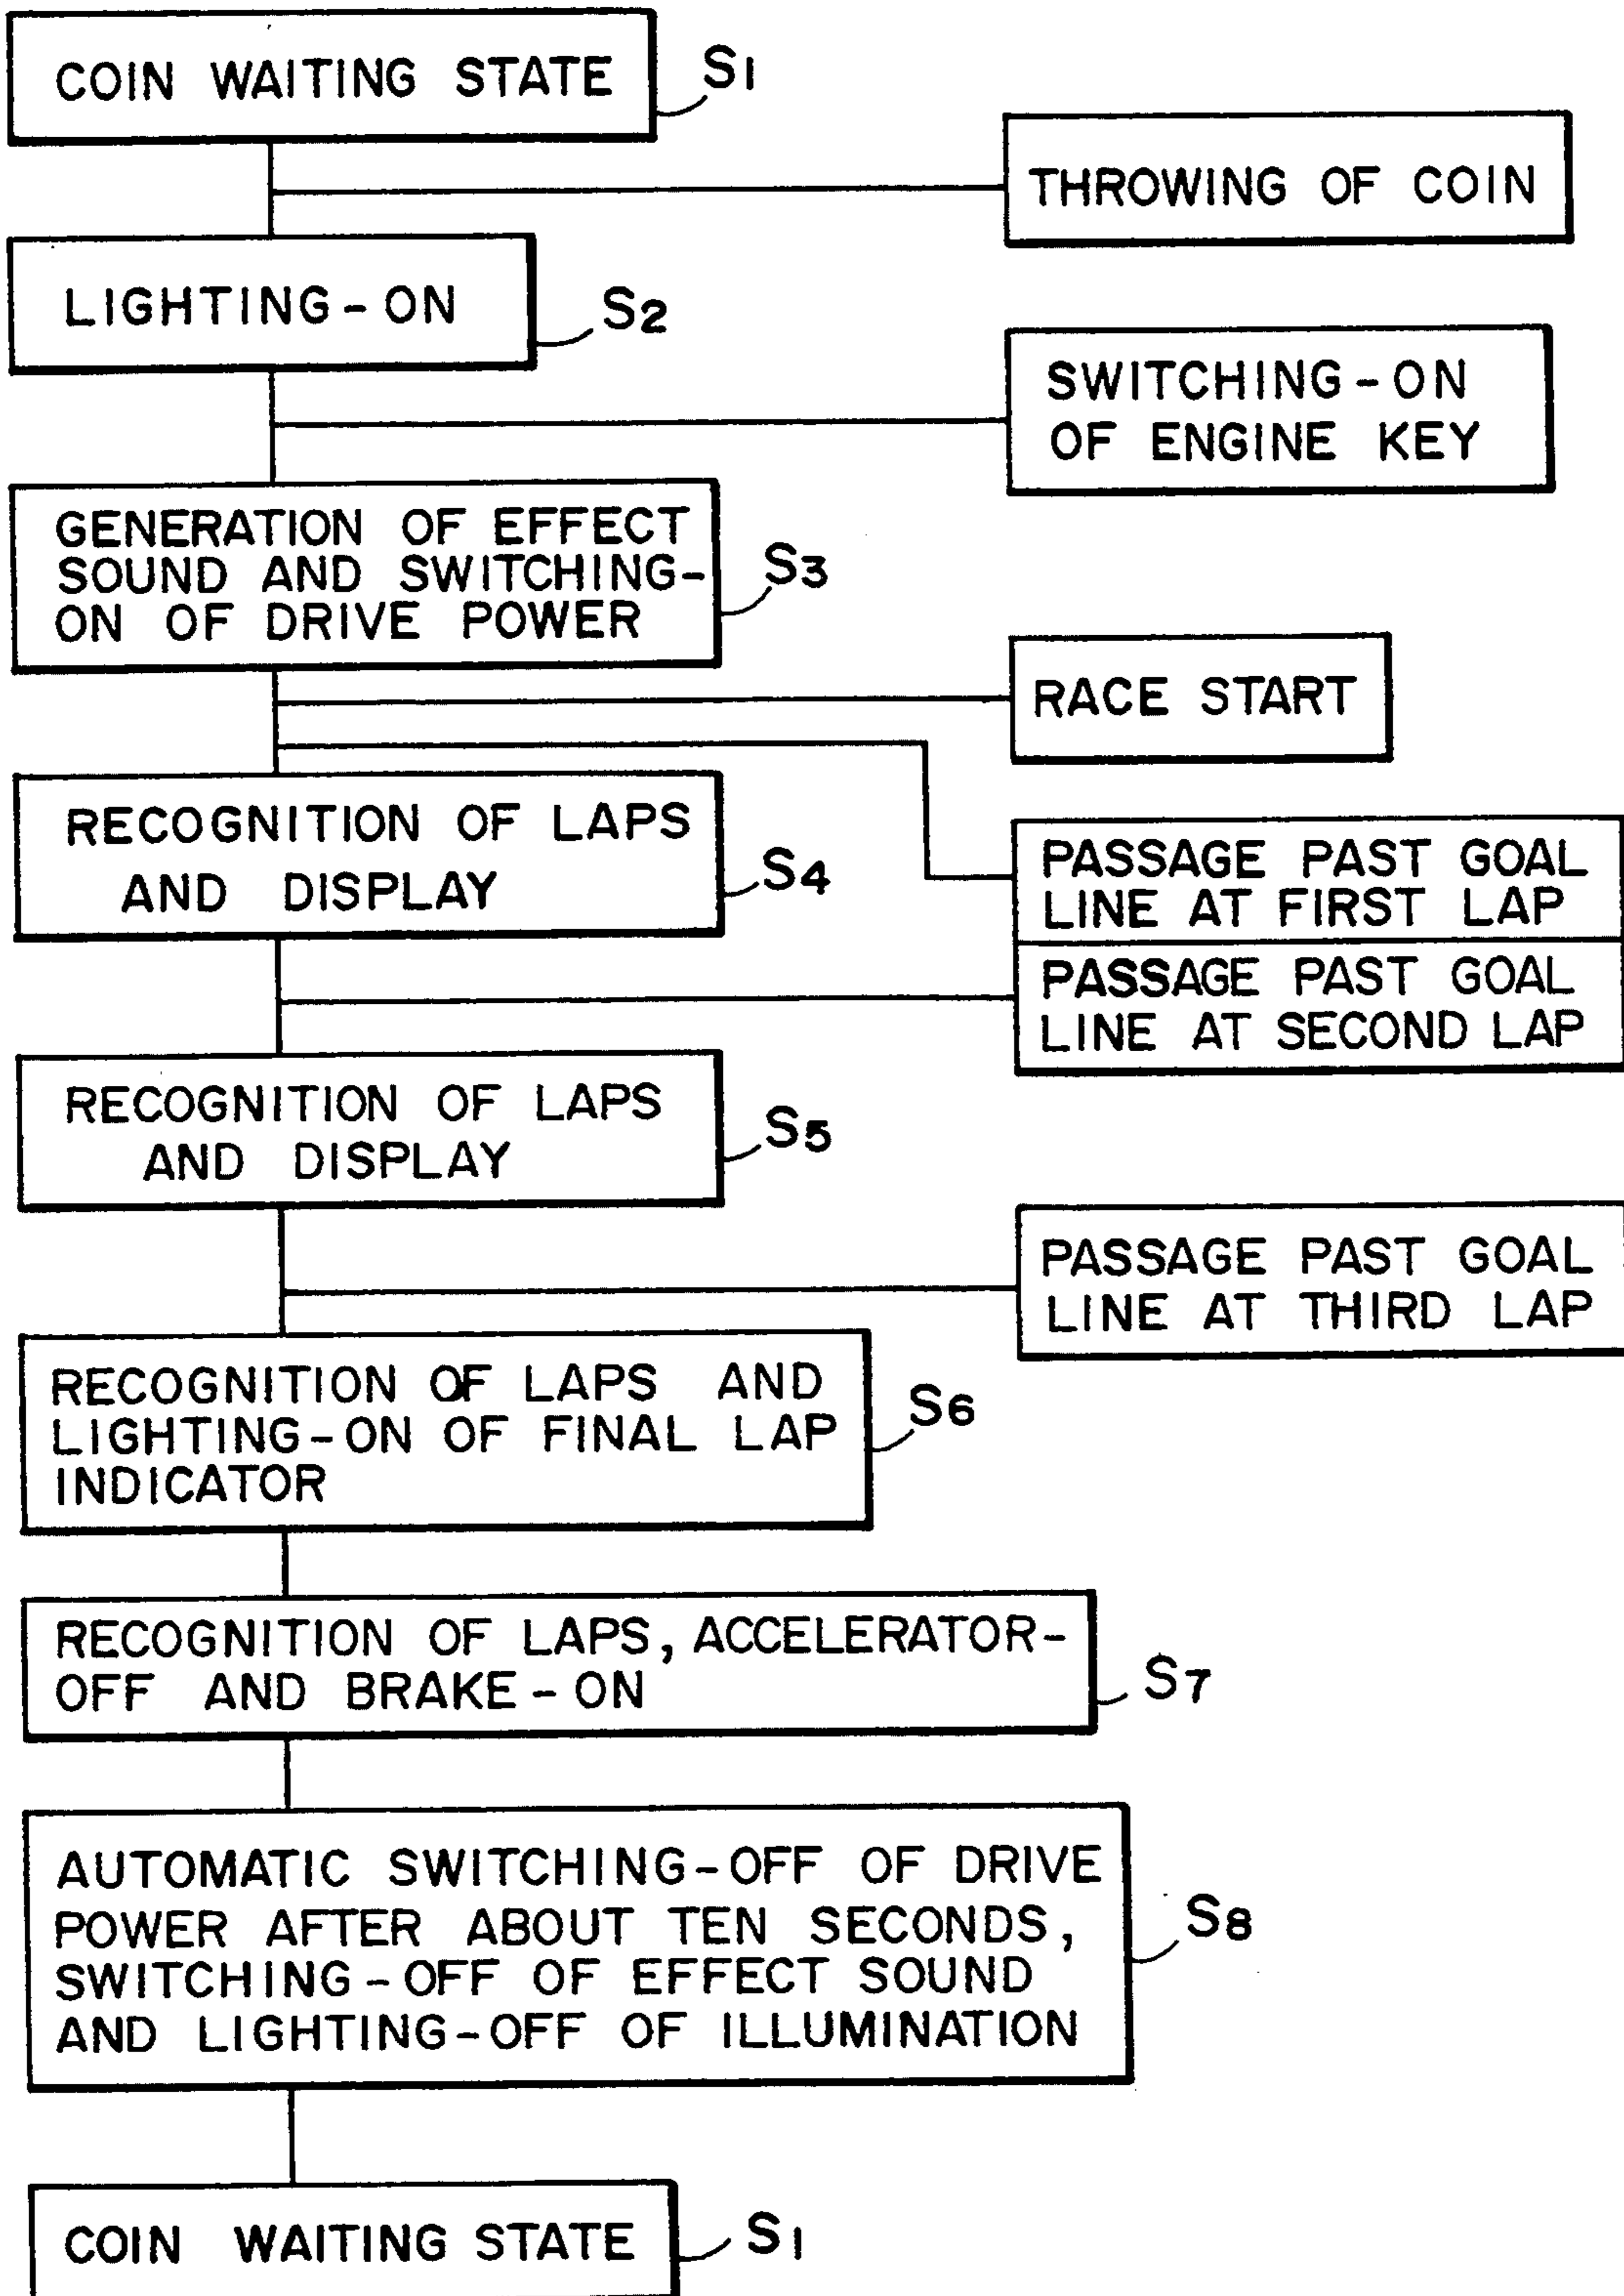 COIN WAITING STATE
S1
THROWING OF COIN
LIGHTING-ON
S2
SWITCHING-ON
OF ENGINE KEY
GENERATION OF EFFECT
SOUND AND SWITCHING-
ON OF DRIVE POWER
S3
RACE START
RECOGNITION OF LAPS
AND DISPLAY
S4
PASSAGE PAST GOAL
LINE AT FIRST LAP
PASSAGE PAST GOAL
LINE AT SECOND LAP
RECOGNITION OF LAPS
AND DISPLAY
S5
PASSAGE PAST GOAL
LINE AT THIRD LAP
RECOGNITION OF LAPS AND
LIGHTING-ON OF FINAL LAP
INDICATOR
S6
RECOGNITION OF LAPS, ACCELERATOR-
OFF AND BRAKE-ON
S7
AUTOMATIC SWITCHING-OFF OF DRIVE
POWER AFTER ABOUT TEN SECONDS,
SWITCHING-OFF OF EFFECT SOUND
AND LIGHTING-OFF OF ILLUMINATION
S8
COIN WAITING STATE
S1